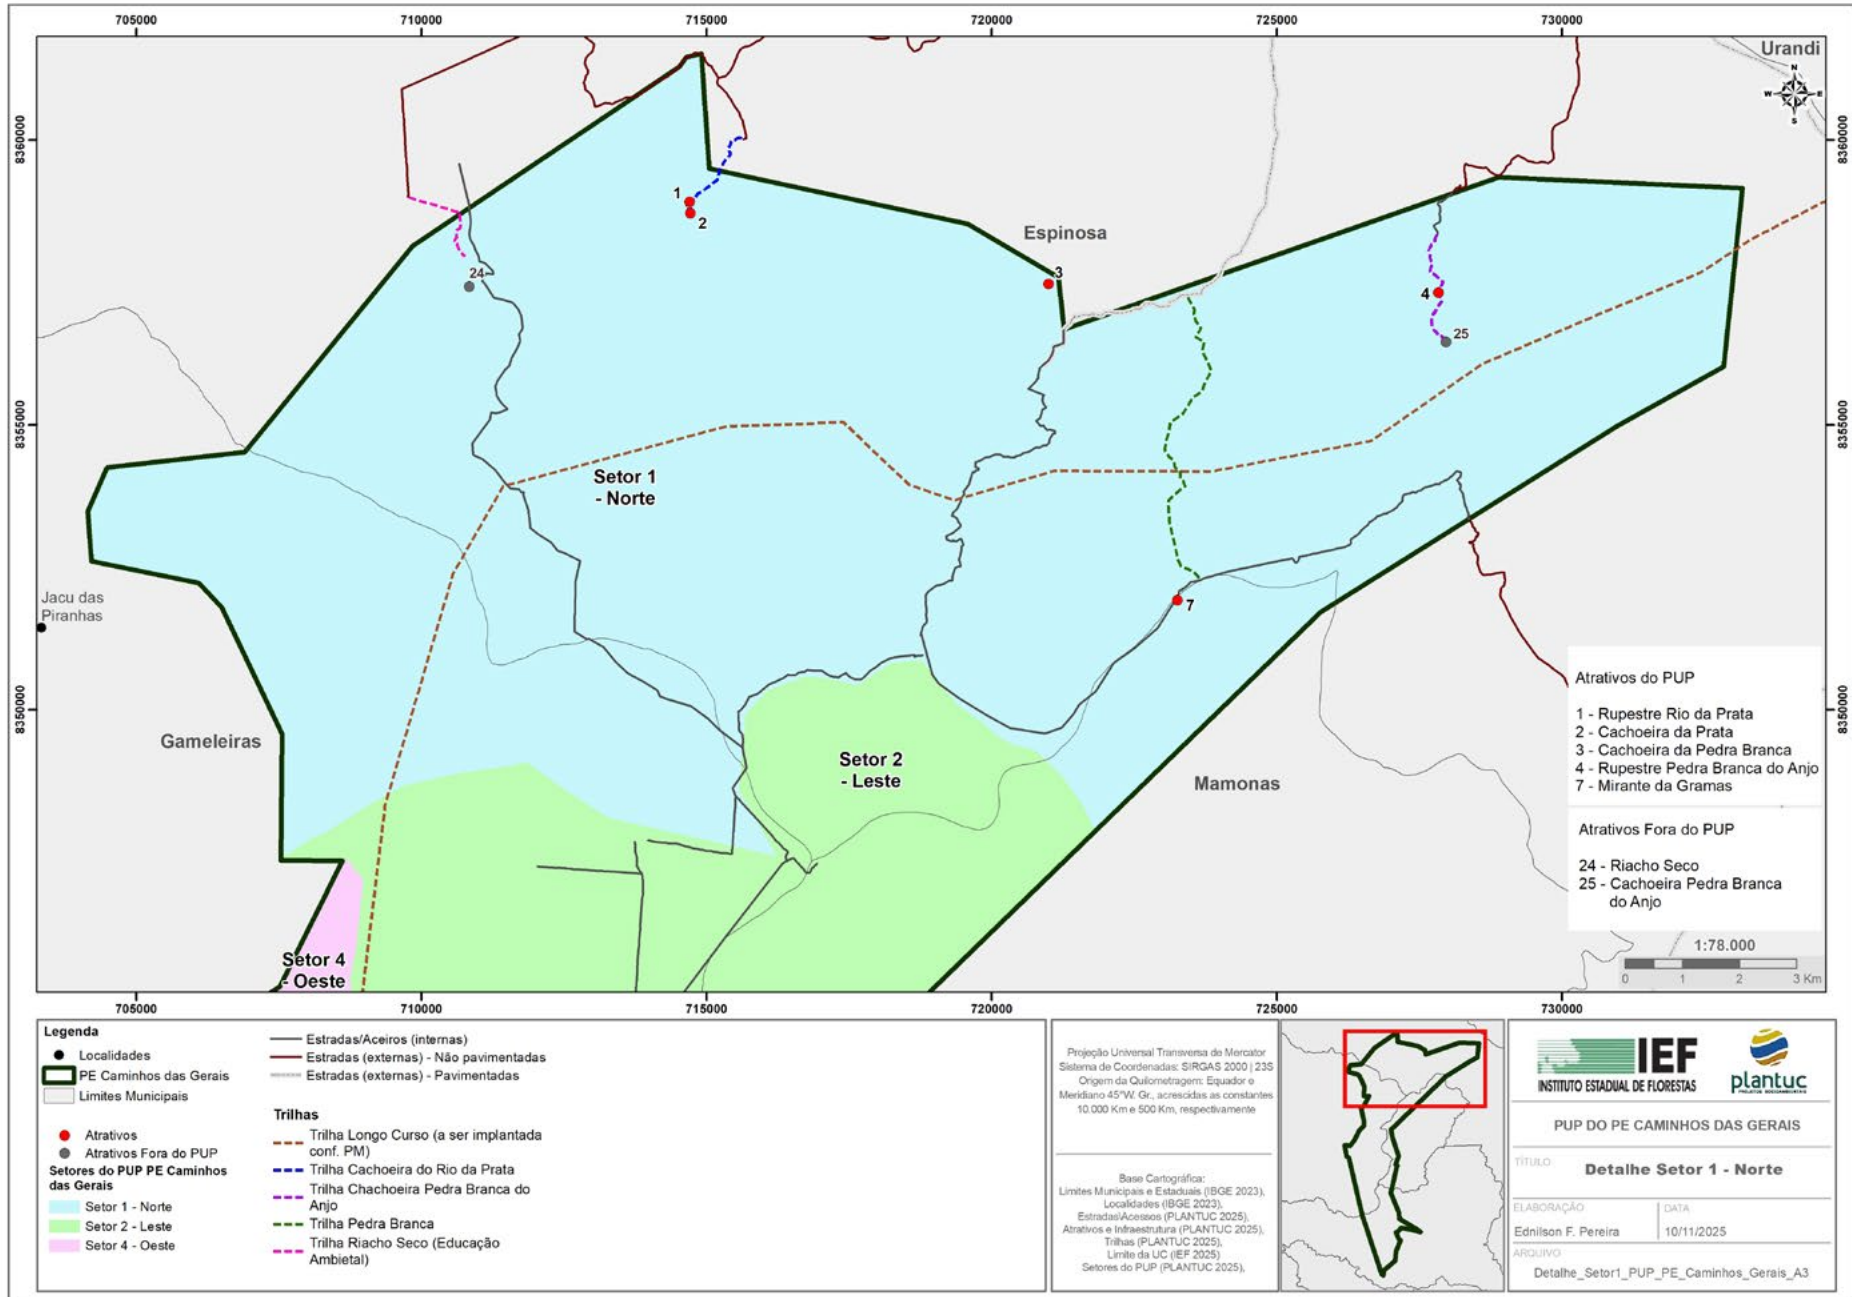 705000
710000
715000
720000
725000
730000
8360000
8360000
8355000
8355000
8350000
8350000
Urandi
N
W
E
S
1
2
Espinosa
3
24
4
25
Setor 1
- Norte
Jacu das
Piranhas
7
Gameleiras
Setor 2
- Leste
Mamonas
Setor 4
- Oeste
Atrativos do PUP
1 - Rupestre Rio da Prata
2 - Cachoeira da Prata
3 - Cachoeira da Pedra Branca
4 - Rupestre Pedra Branca do Anjo
7 - Mirante da Gramas
Atrativos Fora do PUP
24 - Riacho Seco
25 - Cachoeira Pedra Branca
do Anjo
1:78.000
0 1 2 3 Km
705000
710000
715000
720000
725000
730000
Legenda
Localidades
PE Caminhos das Gerais
Limites Municipais
Atrativos
Atrativos Fora do PUP
Setores do PUP PE Caminhos
das Gerais
Setor 1 - Norte
Setor 2 - Leste
Setor 4 - Oeste
Estradas/Aceiros (internas)
Estradas (externas) - Não pavimentadas
Estradas (externas) - Pavimentadas
Trilhas
Trilha Longo Curso (a ser implantada
conf. PM)
Trilha Cachoeira do Rio da Prata
Trilha Chachoeira Pedra Branca do
Anjo
Trilha Pedra Branca
Trilha Riacho Seco (Educação
Ambietal)
Projeção Universal Transversa de Mercator
Sistema de Coordenadas: SIRGAS 2000 | 23S
Origem da Quilometragem: Equador e
Meridiano 45°W. Gr., acrescidas as constantes
10.000 Km e 500 Km, respectivamente
Base Cartográfica:
Limites Municipais e Estaduais (IBGE 2023),
Localidades (IBGE 2023),
Estradas\Acessos (PLANTUC 2025),
Atrativos e Infraestrutura (PLANTUC 2025),
Trilhas (PLANTUC 2025),
Limite da UC (IEF 2025)
Setores do PUP (PLANTUC 2025),
IEF
INSTITUTO ESTADUAL DE FLORESTAS
plantuc
PROJETOS SOCIOAMBIENTAIS
PUP DO PE CAMINHOS DAS GERAIS
TÍTULO
Detalhe Setor 1 - Norte
ELABORAÇÃO
Ednilson F. Pereira
DATA
10/11/2025
ARQUIVO
Detalhe_Setor1_PUP_PE_Caminhos_Gerais_A3